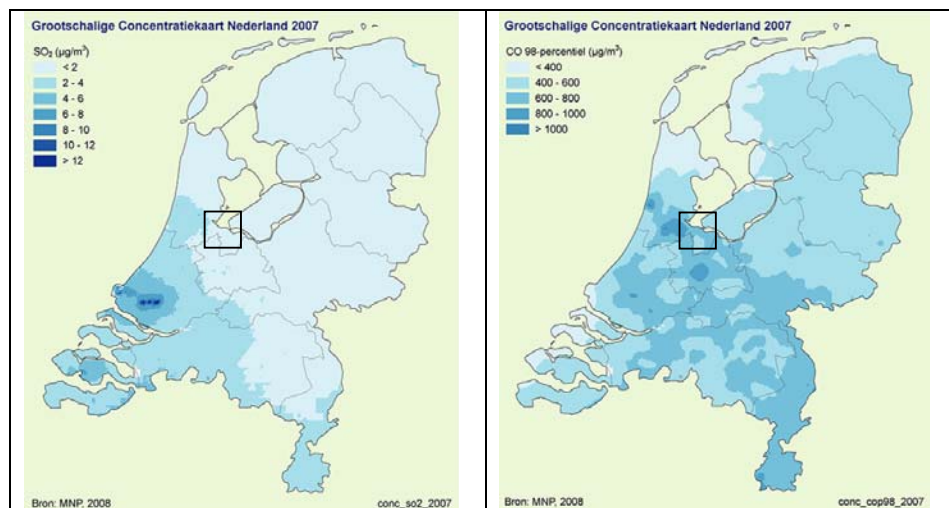 Grootschalige Concentratiekaart Nederland 2007
SO₂ (µg/m³)
< 2
2 - 4
4 - 6
6 - 8
8 - 10
10 - 12
> 12
Bron: MNP, 2008
conc_so2_2007
Grootschalige Concentratiekaart Nederland 2007
CO 98-percentiel (µg/m³)
< 400
400 - 600
600 - 800
800 - 1000
> 1000
Bron: MNP, 2008
conc_cop98_2007